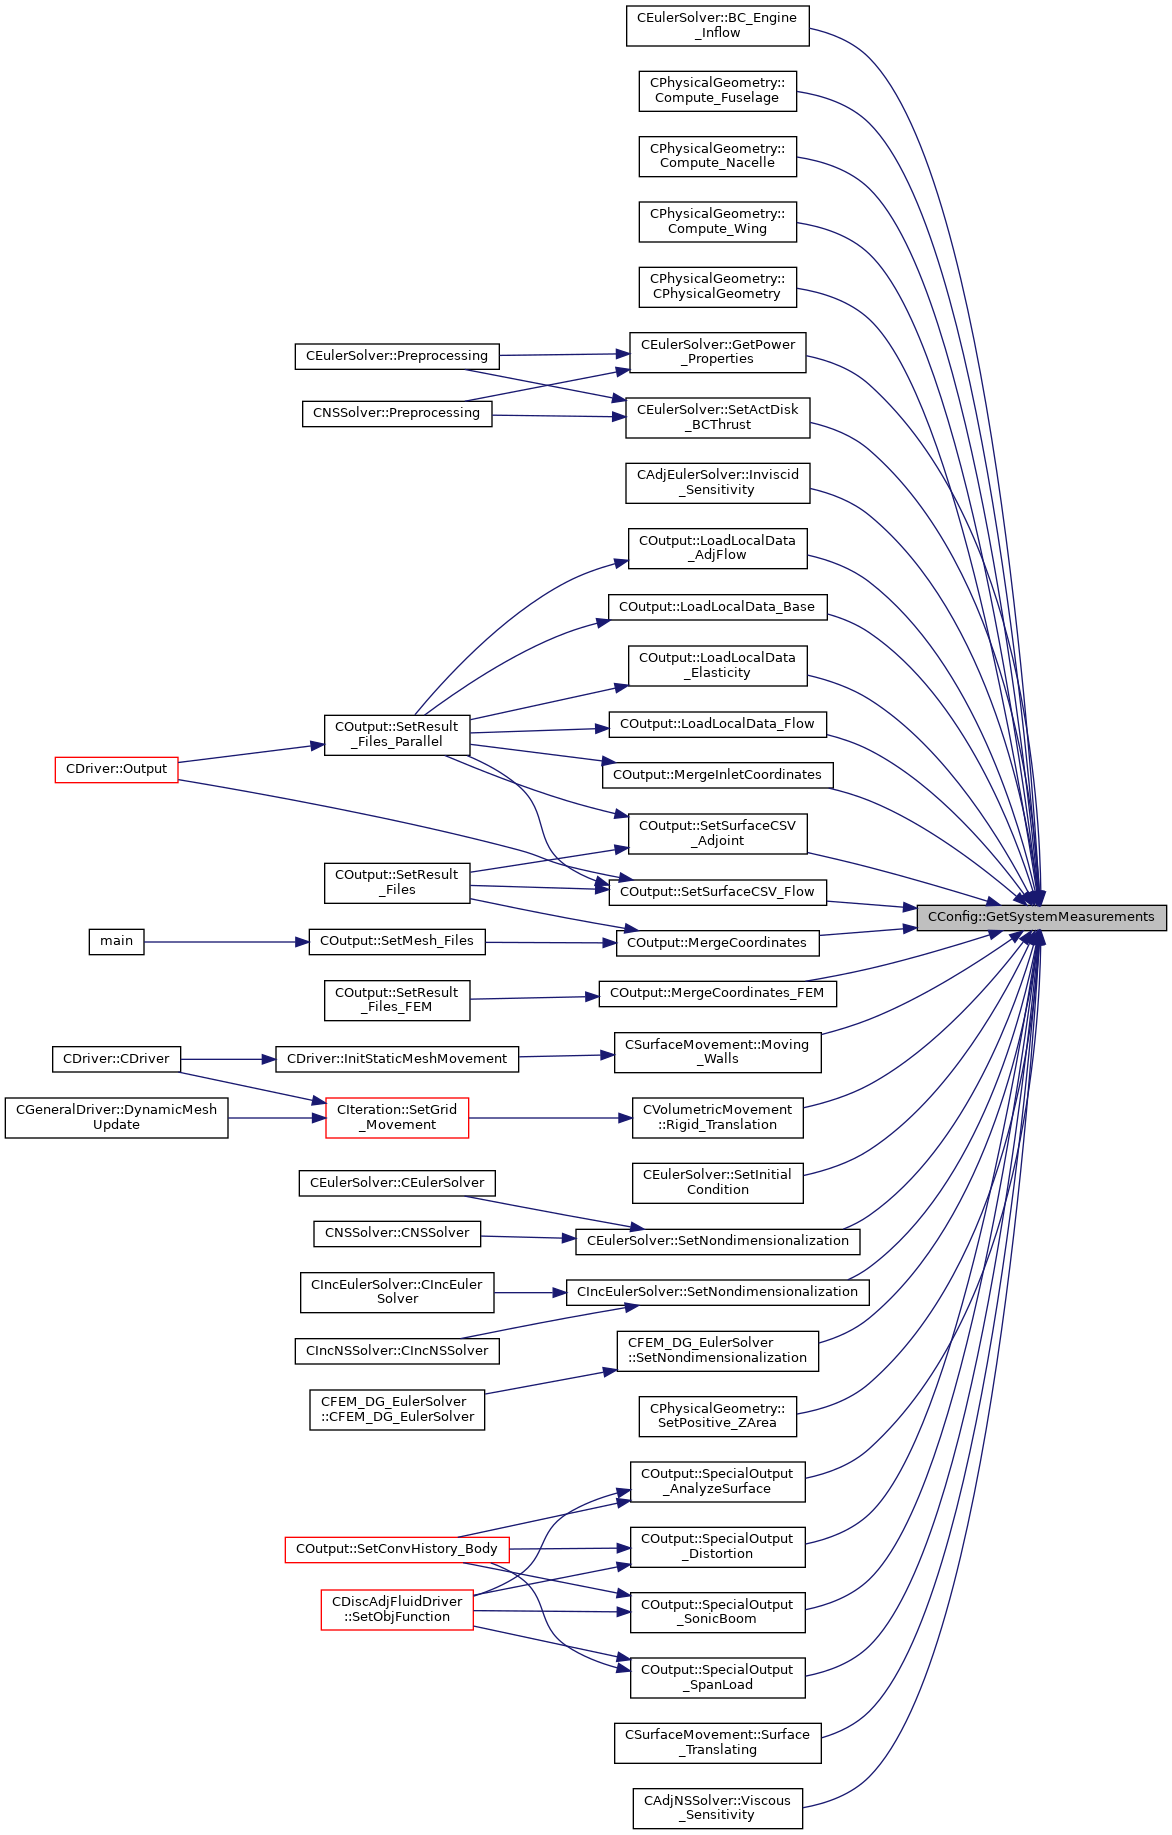 CEulerSolver::BC_Engine
_Inflow
CPhysicalGeometry::
Compute_Fuselage
CPhysicalGeometry::
Compute_Nacelle
CPhysicalGeometry::
Compute_Wing
CPhysicalGeometry::
CPhysicalGeometry
CEulerSolver::GetPower
_Properties
CEulerSolver::Preprocessing
CNSSolver::Preprocessing
CEulerSolver::SetActDisk
_BCThrust
CAdjEulerSolver::Inviscid
_Sensitivity
COutput::LoadLocalData
_AdjFlow
COutput::LoadLocalData_Base
COutput::LoadLocalData
_Elasticity
COutput::LoadLocalData_Flow
COutput::SetResult
_Files_Parallel
CDriver::Output
COutput::MergeInletCoordinates
COutput::SetSurfaceCSV
_Adjoint
COutput::SetResult
_Files
COutput::SetSurfaceCSV_Flow
CConfig::GetSystemMeasurements
main
COutput::SetMesh_Files
COutput::MergeCoordinates
COutput::SetResult
_Files_FEM
COutput::MergeCoordinates_FEM
CDriver::CDriver
CDriver::InitStaticMeshMovement
CSurfaceMovement::Moving
_Walls
CGeneralDriver::DynamicMesh
Update
CIteration::SetGrid
_Movement
CVolumetricMovement
::Rigid_Translation
CEulerSolver::SetInitial
Condition
CEulerSolver::CEulerSolver
CNSSolver::CNSSolver
CEulerSolver::SetNondimensionalization
CIncEulerSolver::CIncEuler
Solver
CIncEulerSolver::SetNondimensionalization
CIncNSSolver::CIncNSSolver
CFEM_DG_EulerSolver
::SetNondimensionalization
CFEM_DG_EulerSolver
::CFEM_DG_EulerSolver
CPhysicalGeometry::
SetPositive_ZArea
COutput::SpecialOutput
_AnalyzeSurface
COutput::SetConvHistory_Body
COutput::SpecialOutput
_Distortion
CDiscAdjFluidDriver
::SetObjFunction
COutput::SpecialOutput
_SonicBoom
COutput::SpecialOutput
_SpanLoad
CSurfaceMovement::Surface
_Translating
CAdjNSSolver::Viscous
_Sensitivity